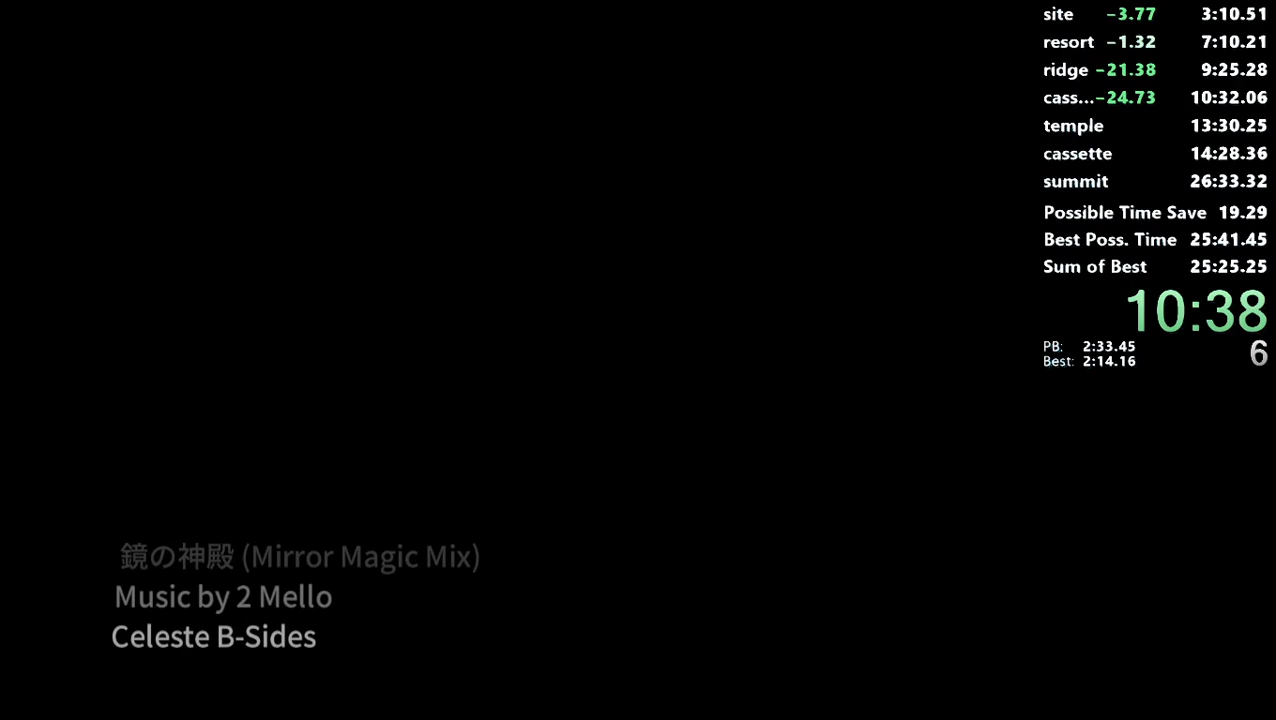 site -3.77 3:10.51
resort -1.32 7:10.21
ridge -21.38 9:25.28
cass...-24.73 10:32.06
temple 13:30.25
cassette 14:28.36
summit 26:33.32
Possible Time Save 19.29
Best Poss. Time 25:41.45
Sum of Best 25:25.25
10:38
PB: 2:33.45
6
Best: 2:14.16
鏡の神殿 (Mirror Magic Mix)
Music by 2 Mello
Celeste B-Sides